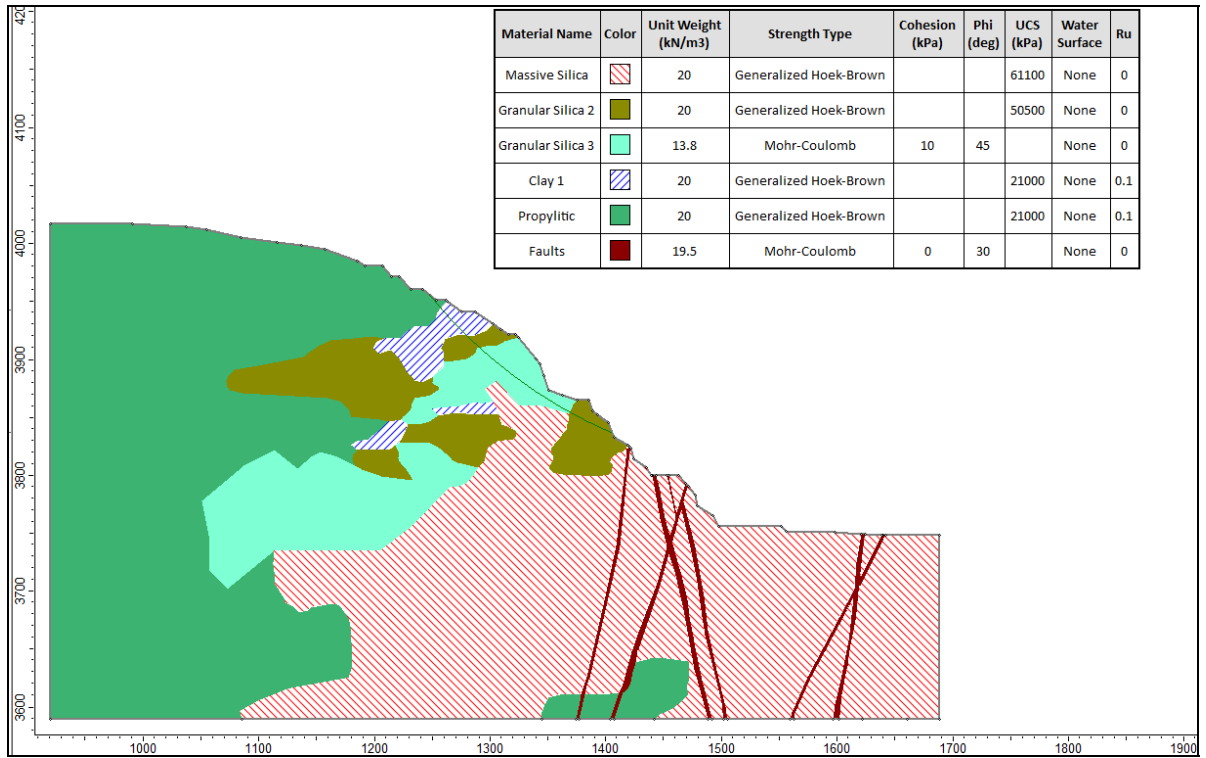 Material Name Color Unit Weight (kN/m3) Strength Type Cohesion (kPa) Phi (deg) UCS (kPa) Water Surface Ru
Massive Silica 20 Generalized Hoek-Brown 61100 None 0
Granular Silica 2 20 Generalized Hoek-Brown 50500 None 0
Granular Silica 3 13.8 Mohr-Coulomb 10 45 None 0
Clay 1 20 Generalized Hoek-Brown 21000 None 0.1
Propylitic 20 Generalized Hoek-Brown 21000 None 0.1
Faults 19.5 Mohr-Coulomb 0 30 None 0
4100
4000
3900
3800
3700
3600
1000 1100 1200 1300 1400 1500 1600 1700 1800 1900